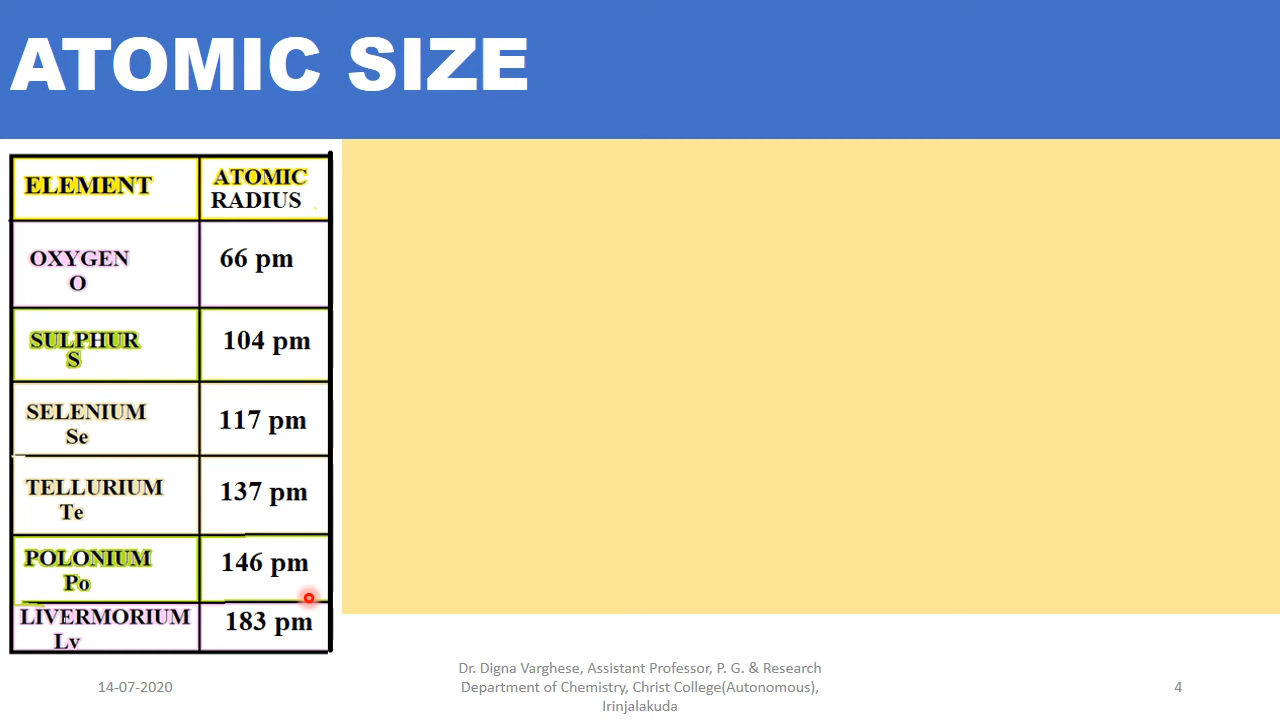 ATOMIC SIZE
ELEMENT
ATOMIC
RADIUS
OXYGEN
O
66 pm
SULPHUR
S
104 pm
SELENIUM
Se
117 pm
TELLURIUM
Te
137 pm
POLONIUM
Po
146 pm
LIVERMORIUM
Lv
183 pm
14-07-2020
Dr. Digna Varghese, Assistant Professor, P. G. & Research
Department of Chemistry, Christ College(Autonomous),
Irinjalakuda
4